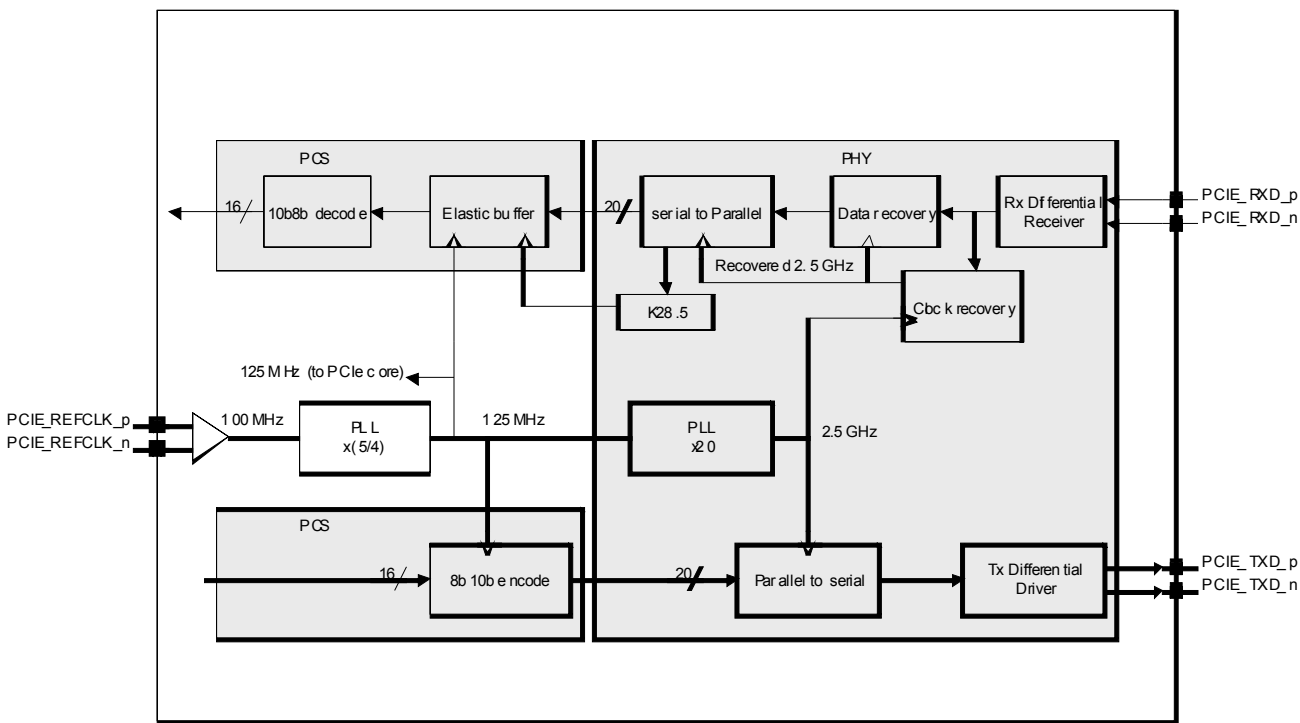 PCS
PHY
16
10b8b decode
Elastic buffer
20
serial to Parallel
Data recovery
Rx Differential
Receiver
PCIE_RXD_p
PCIE_RXD_n
Recovered 2.5 GHz
K28.5
Clock recovery
125 MHz (to PCIe core)
PCIE_REFCLK_p
PCIE_REFCLK_n
100 MHz
PLL
x(5/4)
125 MHz
PLL
x20
2.5 GHz
PCS
16
8b10b encode
20
Parallel to serial
Tx Differential
Driver
PCIE_TXD_p
PCIE_TXD_n